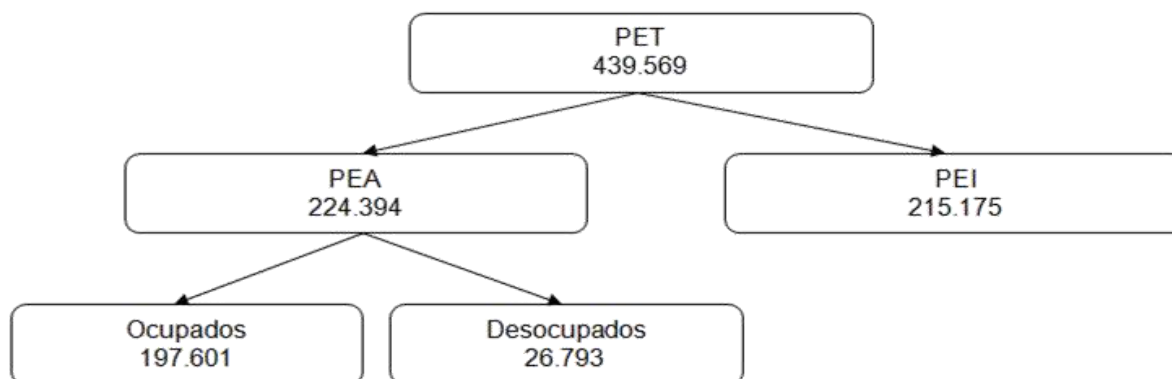 PET
439.569
PEA
224.394
PEI
215.175
Ocupados
197.601
Desocupados
26.793